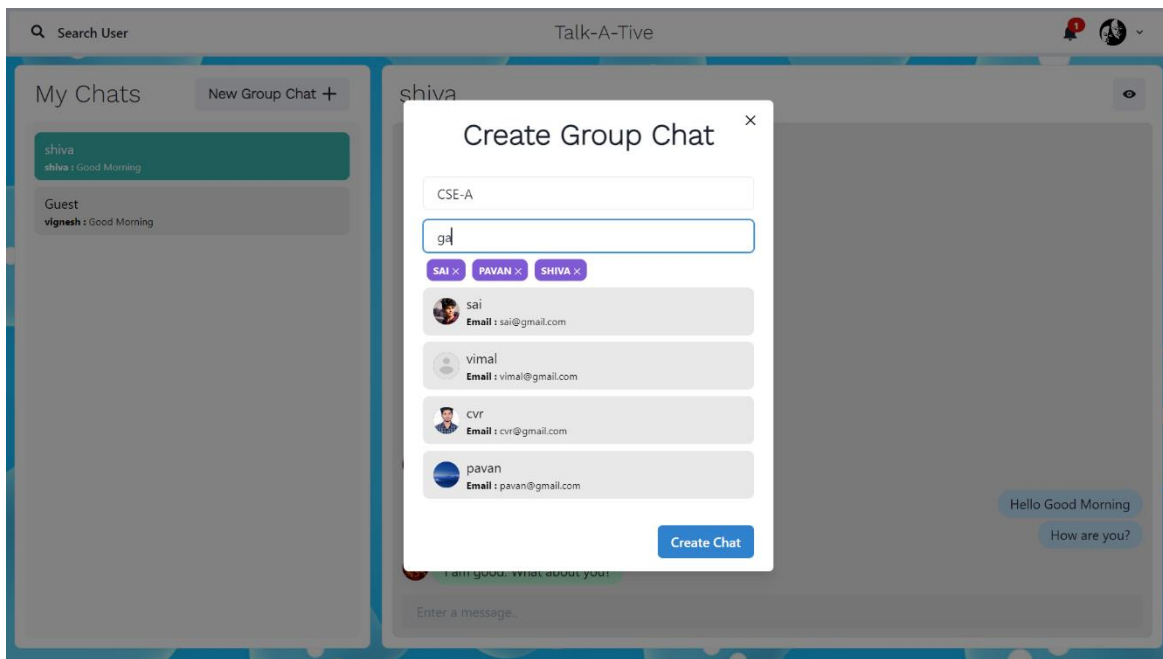 Search User
Talk-A-Tive
1
My Chats
New Group Chat +
shiva
shiva : Good Morning
Guest
vignesh : Good Morning
shiva
Create Group Chat
CSE-A
ga
SAI ×
PAVAN ×
SHIVA ×
sai
Email : sai@gmail.com
vimal
Email : vimal@gmail.com
cvr
Email : cvr@gmail.com
pavan
Email : pavan@gmail.com
Create Chat
Hello Good Morning
How are you?
I am good. What about you?
Enter a message..